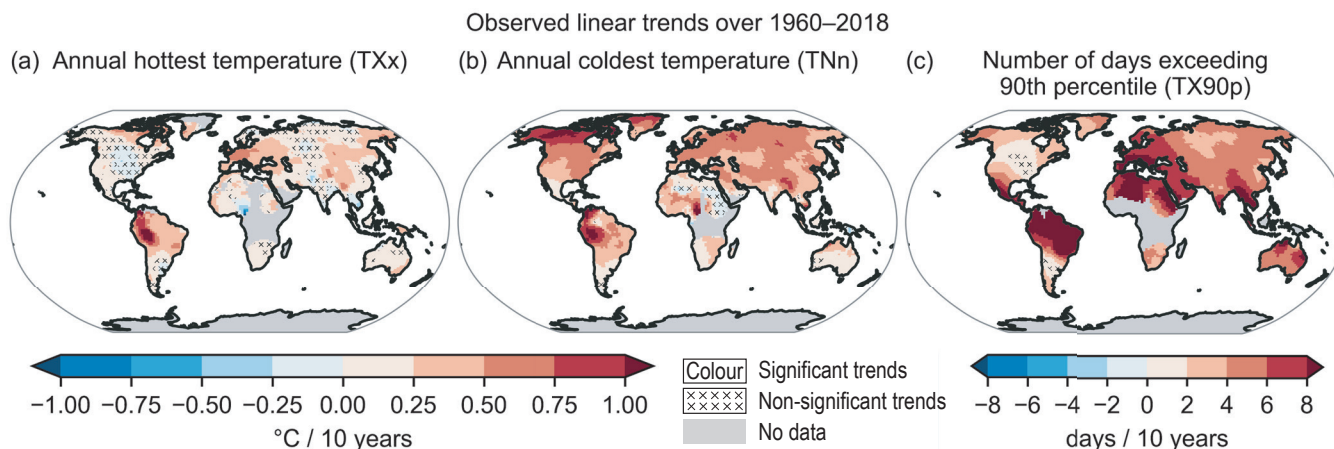 Observed linear trends over 1960–2018
(a) Annual hottest temperature (TXx)
(b) Annual coldest temperature (TNn)
(c) Number of days exceeding
90th percentile (TX90p)
−1.00 −0.75 −0.50 −0.25 0.00 0.25 0.50 0.75 1.00
°C / 10 years
Colour Significant trends
Non-significant trends
No data
−8 −6 −4 −2 0 2 4 6 8
days / 10 years